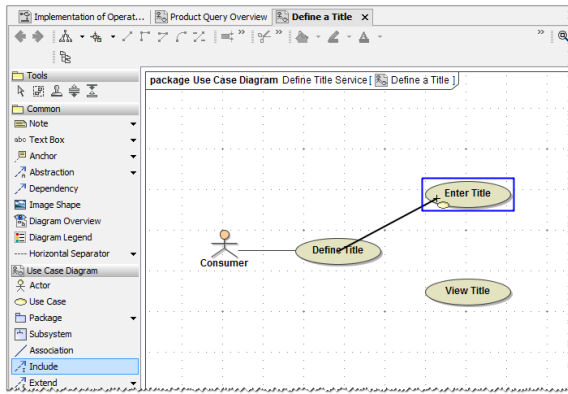 Implementation of Operat...
Product Query Overview
Define a Title
Tools
Common
Note
abc Text Box
Anchor
Abstraction
Dependency
Image Shape
Diagram Overview
Diagram Legend
Horizontal Separator
Use Case Diagram
Actor
Use Case
Package
Subsystem
Association
Include
Extend
package Use Case Diagram Define Title Service [ Define a Title ]
Enter Title
Define Title
Consumer
View Title